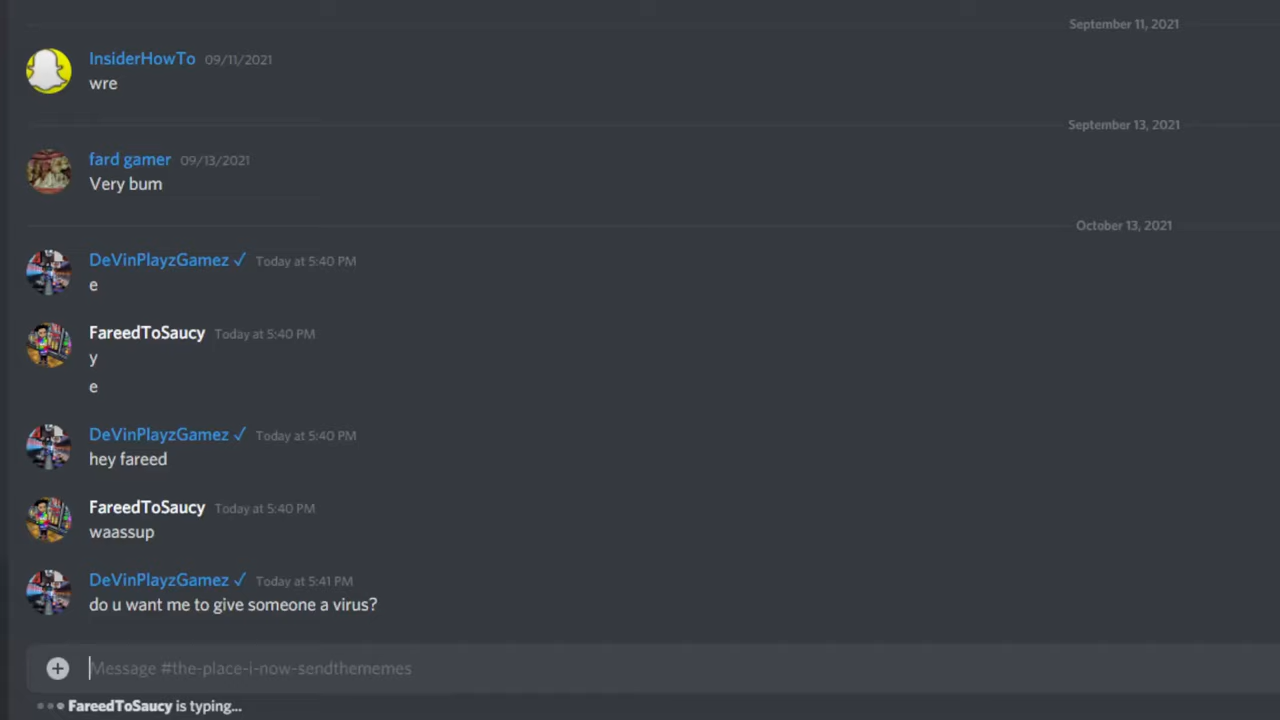 September 11, 2021
InsiderHowTo 09/11/2021
wre
September 13, 2021
fard gamer 09/13/2021
Very bum
October 13, 2021
DeVinPlayzGamez ✓ Today at 5:40 PM
e
FareedToSaucy Today at 5:40 PM
y
e
DeVinPlayzGamez ✓ Today at 5:40 PM
hey fareed
FareedToSaucy Today at 5:40 PM
waassup
DeVinPlayzGamez ✓ Today at 5:41 PM
do u want me to give someone a virus?
Message #the-place-i-now-sendthememes
FareedToSaucy is typing...